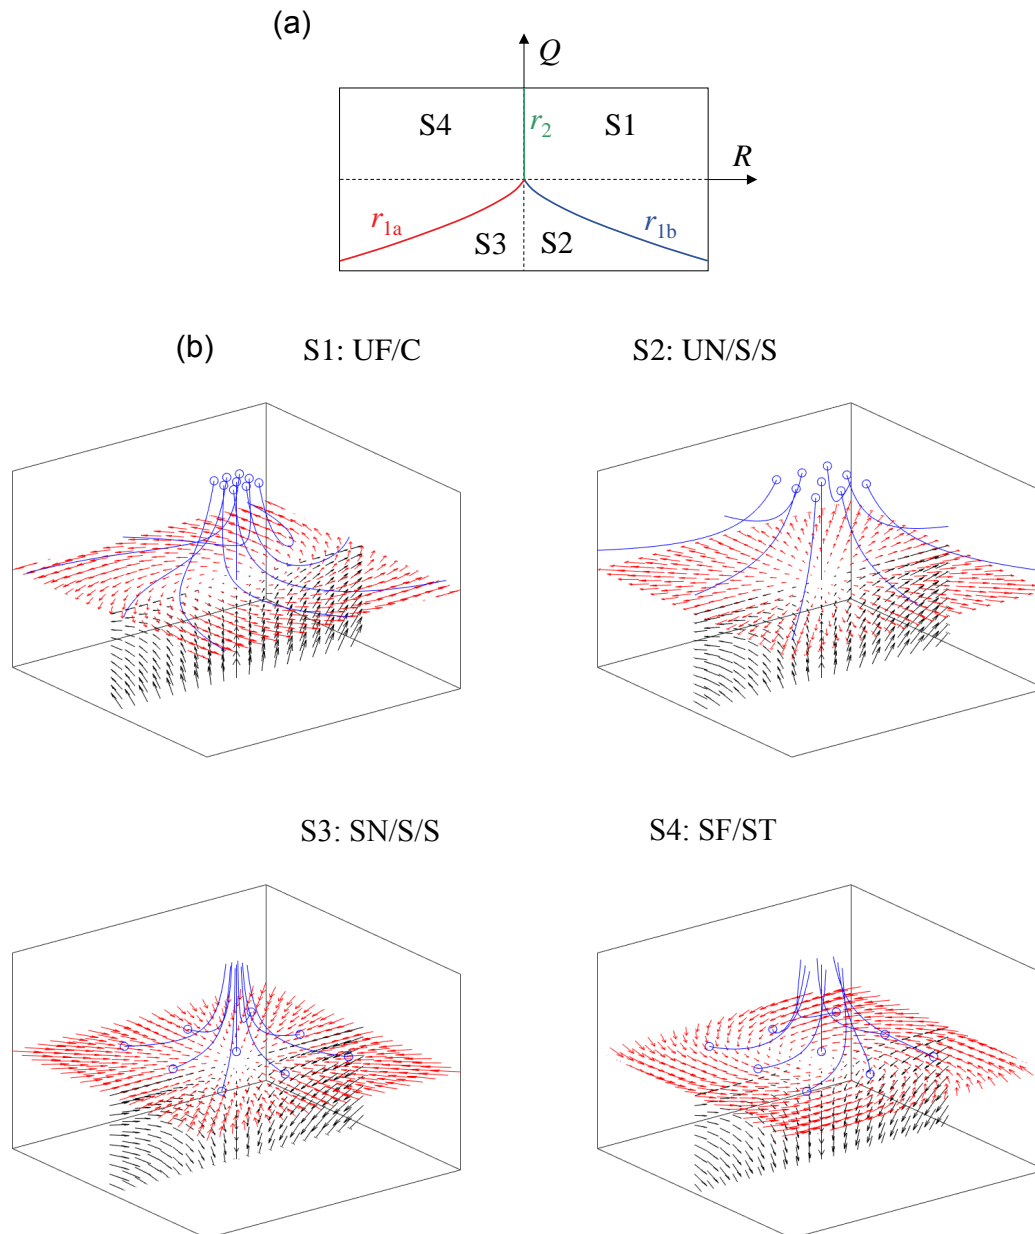 (a)
Q
S4 r2 S1
R
r1a S3 S2 r1b
(b) S1: UF/C S2: UN/S/S
S3: SN/S/S S4: SF/ST